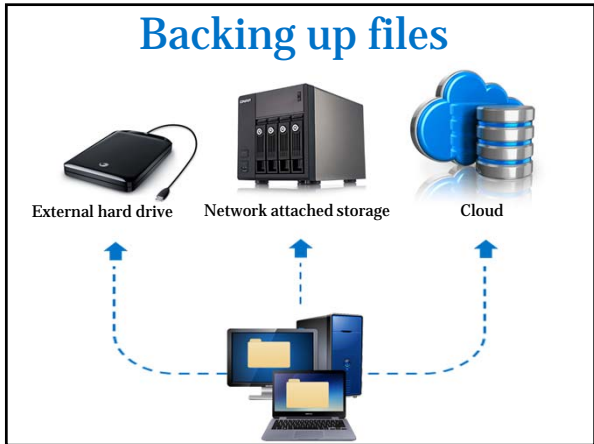 Backing up files
External hard drive
Network attached storage
Cloud